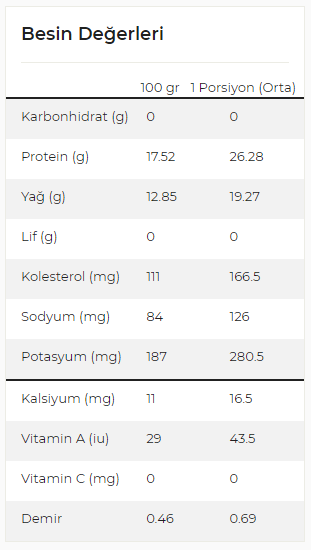 Besin Değerleri
100 gr 1 Porsiyon (Orta)
Karbonhidrat (g) 0 0
Protein (g) 17.52 26.28
Yağ (g) 12.85 19.27
Lif (g) 0 0
Kolesterol (mg) 111 166.5
Sodyum (mg) 84 126
Potasyum (mg) 187 280.5
Kalsiyum (mg) 11 16.5
Vitamin A (iu) 29 43.5
Vitamin C (mg) 0 0
Demir 0.46 0.69